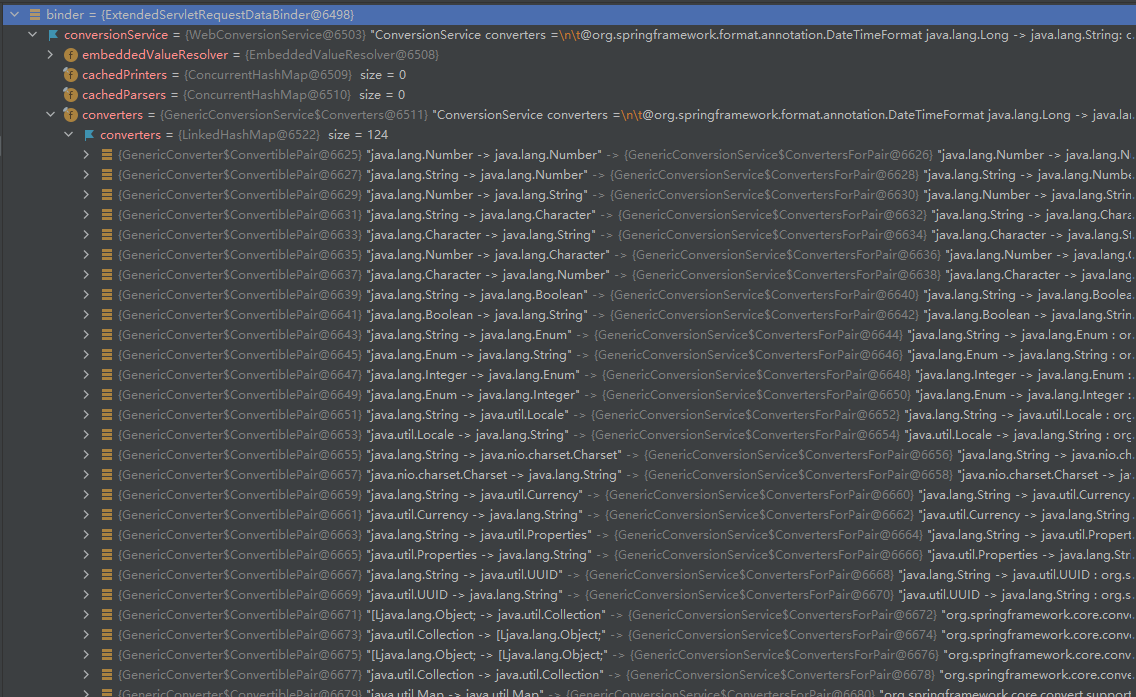 binder = {ExtendedServletRequestDataBinder@6498}
conversionService = {WebConversionService@6503} "ConversionService converters =\n\t@org.springframework.format.annotation.DateTimeFormat java.lang.Long -> java.lang.String: c
embeddedValueResolver = {EmbeddedValueResolver@6508}
cachedPrinters = {ConcurrentHashMap@6509} size = 0
cachedParsers = {ConcurrentHashMap@6510} size = 0
converters = {GenericConversionService$Converters@6511} "ConversionService converters =\n\t@org.springframework.format.annotation.DateTimeFormat java.lang.Long -> java.la
converters = {LinkedHashMap@6522} size = 124
{GenericConverter$ConvertiblePair@6625} "java.lang.Number -> java.lang.Number" -> {GenericConversionService$ConvertersForPair@6626} "java.lang.Number -> java.lang.N
{GenericConverter$ConvertiblePair@6627} "java.lang.String -> java.lang.Number" -> {GenericConversionService$ConvertersForPair@6628} "java.lang.String -> java.lang.Numbe
{GenericConverter$ConvertiblePair@6629} "java.lang.Number -> java.lang.String" -> {GenericConversionService$ConvertersForPair@6630} "java.lang.Number -> java.lang.Strin
{GenericConverter$ConvertiblePair@6631} "java.lang.String -> java.lang.Character" -> {GenericConversionService$ConvertersForPair@6632} "java.lang.String -> java.lang.Chara
{GenericConverter$ConvertiblePair@6633} "java.lang.Character -> java.lang.String" -> {GenericConversionService$ConvertersForPair@6634} "java.lang.Character -> java.lang.St
{GenericConverter$ConvertiblePair@6635} "java.lang.Number -> java.lang.Character" -> {GenericConversionService$ConvertersForPair@6636} "java.lang.Number -> java.lang.C
{GenericConverter$ConvertiblePair@6637} "java.lang.Character -> java.lang.Number" -> {GenericConversionService$ConvertersForPair@6638} "java.lang.Character -> java.lang.
{GenericConverter$ConvertiblePair@6639} "java.lang.String -> java.lang.Boolean" -> {GenericConversionService$ConvertersForPair@6640} "java.lang.String -> java.lang.Boolea
{GenericConverter$ConvertiblePair@6641} "java.lang.Boolean -> java.lang.String" -> {GenericConversionService$ConvertersForPair@6642} "java.lang.Boolean -> java.lang.Strin
{GenericConverter$ConvertiblePair@6643} "java.lang.String -> java.lang.Enum" -> {GenericConversionService$ConvertersForPair@6644} "java.lang.String -> java.lang.Enum : or
{GenericConverter$ConvertiblePair@6645} "java.lang.Enum -> java.lang.String" -> {GenericConversionService$ConvertersForPair@6646} "java.lang.Enum -> java.lang.String : or
{GenericConverter$ConvertiblePair@6647} "java.lang.Integer -> java.lang.Enum" -> {GenericConversionService$ConvertersForPair@6648} "java.lang.Integer -> java.lang.Enum :
{GenericConverter$ConvertiblePair@6649} "java.lang.Enum -> java.lang.Integer" -> {GenericConversionService$ConvertersForPair@6650} "java.lang.Enum -> java.lang.Integer :
{GenericConverter$ConvertiblePair@6651} "java.lang.String -> java.util.Locale" -> {GenericConversionService$ConvertersForPair@6652} "java.lang.String -> java.util.Locale : org
{GenericConverter$ConvertiblePair@6653} "java.util.Locale -> java.lang.String" -> {GenericConversionService$ConvertersForPair@6654} "java.util.Locale -> java.lang.String : org
{GenericConverter$ConvertiblePair@6655} "java.lang.String -> java.nio.charset.Charset" -> {GenericConversionService$ConvertersForPair@6656} "java.lang.String -> java.nio.ch
{GenericConverter$ConvertiblePair@6657} "java.nio.charset.Charset -> java.lang.String" -> {GenericConversionService$ConvertersForPair@6658} "java.nio.charset.Charset -> ja
{GenericConverter$ConvertiblePair@6659} "java.lang.String -> java.util.Currency" -> {GenericConversionService$ConvertersForPair@6660} "java.lang.String -> java.util.Currency
{GenericConverter$ConvertiblePair@6661} "java.util.Currency -> java.lang.String" -> {GenericConversionService$ConvertersForPair@6662} "java.util.Currency -> java.lang.String
{GenericConverter$ConvertiblePair@6663} "java.lang.String -> java.util.Properties" -> {GenericConversionService$ConvertersForPair@6664} "java.lang.String -> java.util.Propert
{GenericConverter$ConvertiblePair@6665} "java.util.Properties -> java.lang.String" -> {GenericConversionService$ConvertersForPair@6666} "java.util.Properties -> java.lang.Str
{GenericConverter$ConvertiblePair@6667} "java.lang.String -> java.util.UUID" -> {GenericConversionService$ConvertersForPair@6668} "java.lang.String -> java.util.UUID : org.s
{GenericConverter$ConvertiblePair@6669} "java.util.UUID -> java.lang.String" -> {GenericConversionService$ConvertersForPair@6670} "java.util.UUID -> java.lang.String : org.s
{GenericConverter$ConvertiblePair@6671} "[Ljava.lang.Object; -> java.util.Collection" -> {GenericConversionService$ConvertersForPair@6672} "org.springframework.core.conv
{GenericConverter$ConvertiblePair@6673} "java.util.Collection -> [Ljava.lang.Object;" -> {GenericConversionService$ConvertersForPair@6674} "org.springframework.core.conve
{GenericConverter$ConvertiblePair@6675} "[Ljava.lang.Object; -> [Ljava.lang.Object;" -> {GenericConversionService$ConvertersForPair@6676} "org.springframework.core.conv
{GenericConverter$ConvertiblePair@6677} "java.util.Collection -> java.util.Collection" -> {GenericConversionService$ConvertersForPair@6678} "org.springframework.core.conve
{GenericConverter$ConvertiblePair@6679} "java.util.Map -> java.util.Map" -> {GenericConversionService$ConvertersForPair@6680} "org.springframework.core.convert.support